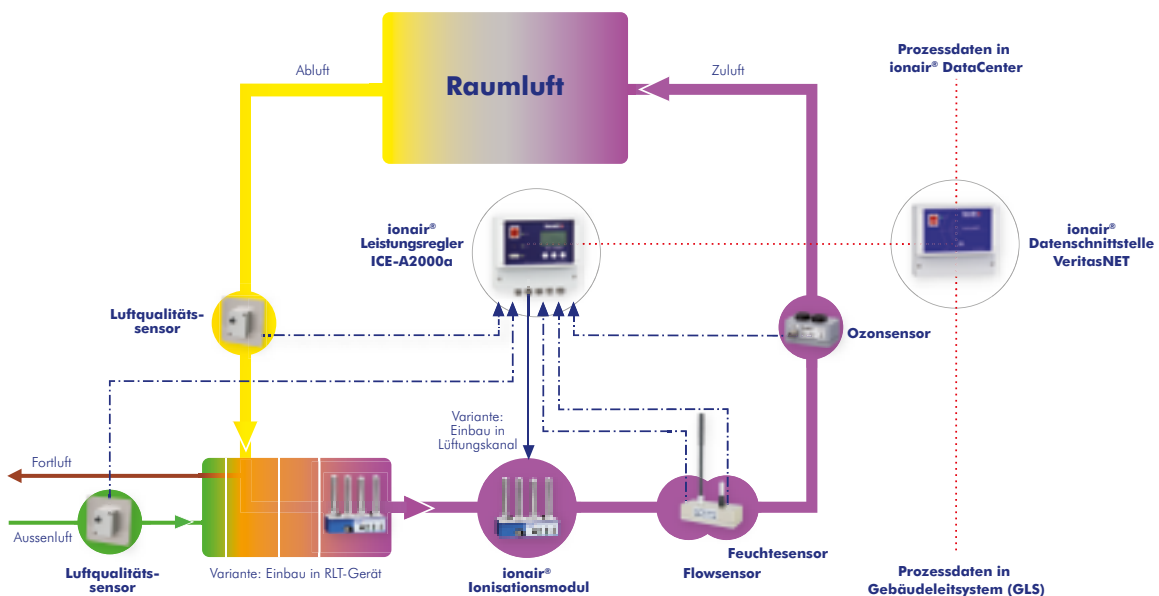 Abluft
Raumluft
Zuluft
Prozessdaten in
ionair® DataCenter
ionair®
Leistungsregler
ICE-A2000a
ionair®
Datenschnittstelle
VeritasNET
Luftqualitäts-
sensor
Ozonsensor
Variante:
Einbau in
Lüftungskanal
Fortluft
Aussenluft
Luftqualitäts-
sensor
Variante: Einbau in RLT-Gerät
ionair®
Ionisationsmodul
Feuchtesensor
Flowsensor
Prozessdaten in
Gebäudeleitsystem (GLS)